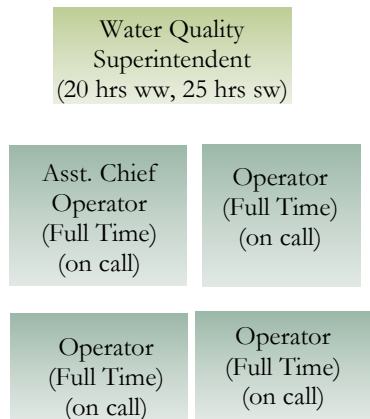 Water Quality
Superintendent
(20 hrs ww, 25 hrs sw)
Asst. Chief
Operator
(Full Time)
(on call)
Operator
(Full Time)
(on call)
Operator
(Full Time)
(on call)
Operator
(Full Time)
(on call)